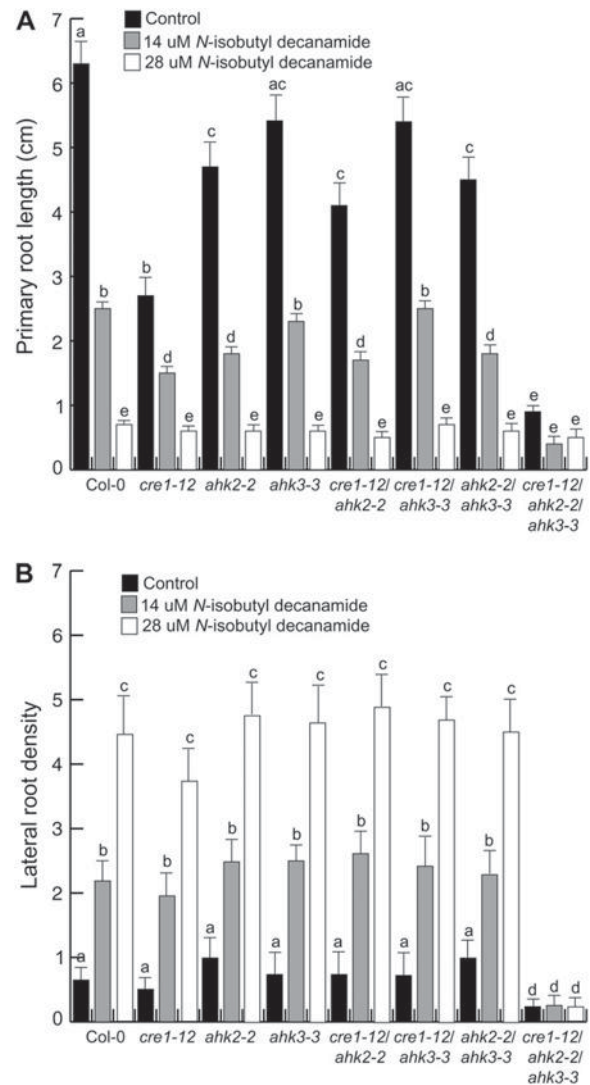 A
7
6
5
4
3
2
1
0
Primary root length (cm)
Control
14 uM N-isobutyl decanamide
28 uM N-isobutyl decanamide
a b e
b d e
c d e
ac b e
c d e
ac b e
c d e
e e e
Col-0 cre1-12 ahk2-2 ahk3-3 cre1-12/ cre1-12/ ahk2-2/ cre1-12/
ahk2-2 ahk3-3 ahk3-3 ahk2-2/
ahk3-3
B
7
6
5
4
3
2
1
0
Lateral root density
Control
14 uM N-isobutyl decanamide
28 uM N-isobutyl decanamide
a b c
a b c
a b c
a b c
a b c
a b c
a b c
d d d
Col-0 cre1-12 ahk2-2 ahk3-3 cre1-12/ cre1-12/ ahk2-2/ cre1-12/
ahk2-2 ahk3-3 ahk3-3 ahk2-2/
ahk3-3